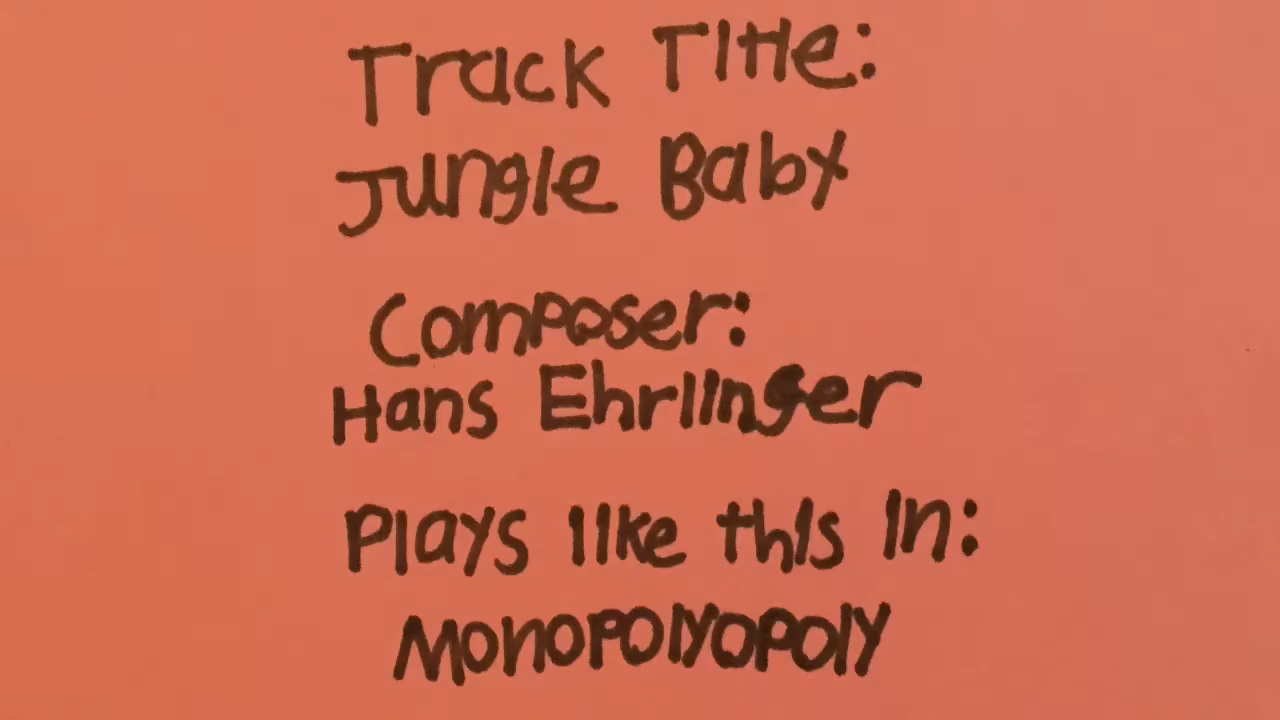 Track Title:
Jungle Baby
Composer:
Hans Ehrlinger
Plays like this in:
Monopolyopoly